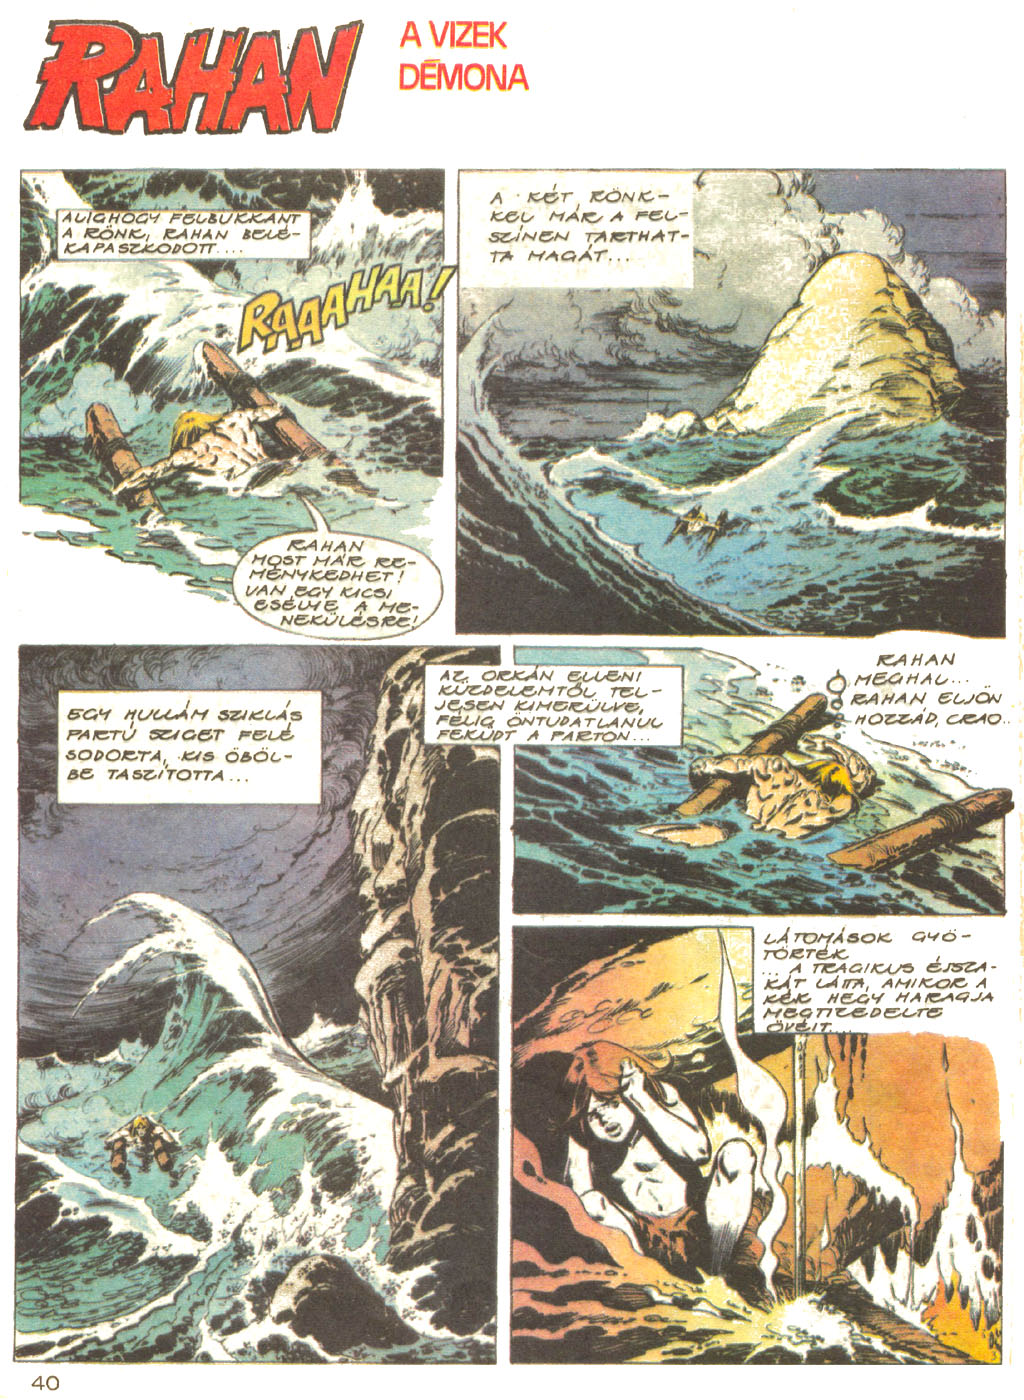 RAHAN
A VIZEK
DÉMONA
ALIGHOGY FELBUKKANT
A RÖNK, RAHAN BELÉ-
KAPASZKODOTT....
RAAAHAA!
RAHAN
MOST MÁR RE-
MÉNYKEDHET!
VAN EGY KICSI
ESÉLYE A ME-
NEKÜLÉSRE!
A KÉT RÖNK-
KEL MÁR A FEL-
SZÍNEN TARTHAT-
TA MAGÁT...
EGY HULLÁM SZIKLÁS
PARTÚ SZIGET FELÉ
SODORTA, KIS ÖBÖL-
BE TASZÍTOTTA...
AZ ORKÁN ELLENI
KÜZDELEMTŐL TEL-
JESEN KIMERÜLVE,
FÉLIG ÖNTUDATLANUL
FEKÜDT A PARTON...
RAHAN
MEGHAL...
RAHAN ELJÖN
HOZZÁD, CRAO..
LÁTOMÁSOK GYÖ-
TÖRTÉK
... A TRAGIKUS ÉJSZA-
KÁT LÁTTA, AMIKOR A
KÉK HEGY HARAGJA
MEGTIZEDELTE
ÖVÉIT...
40